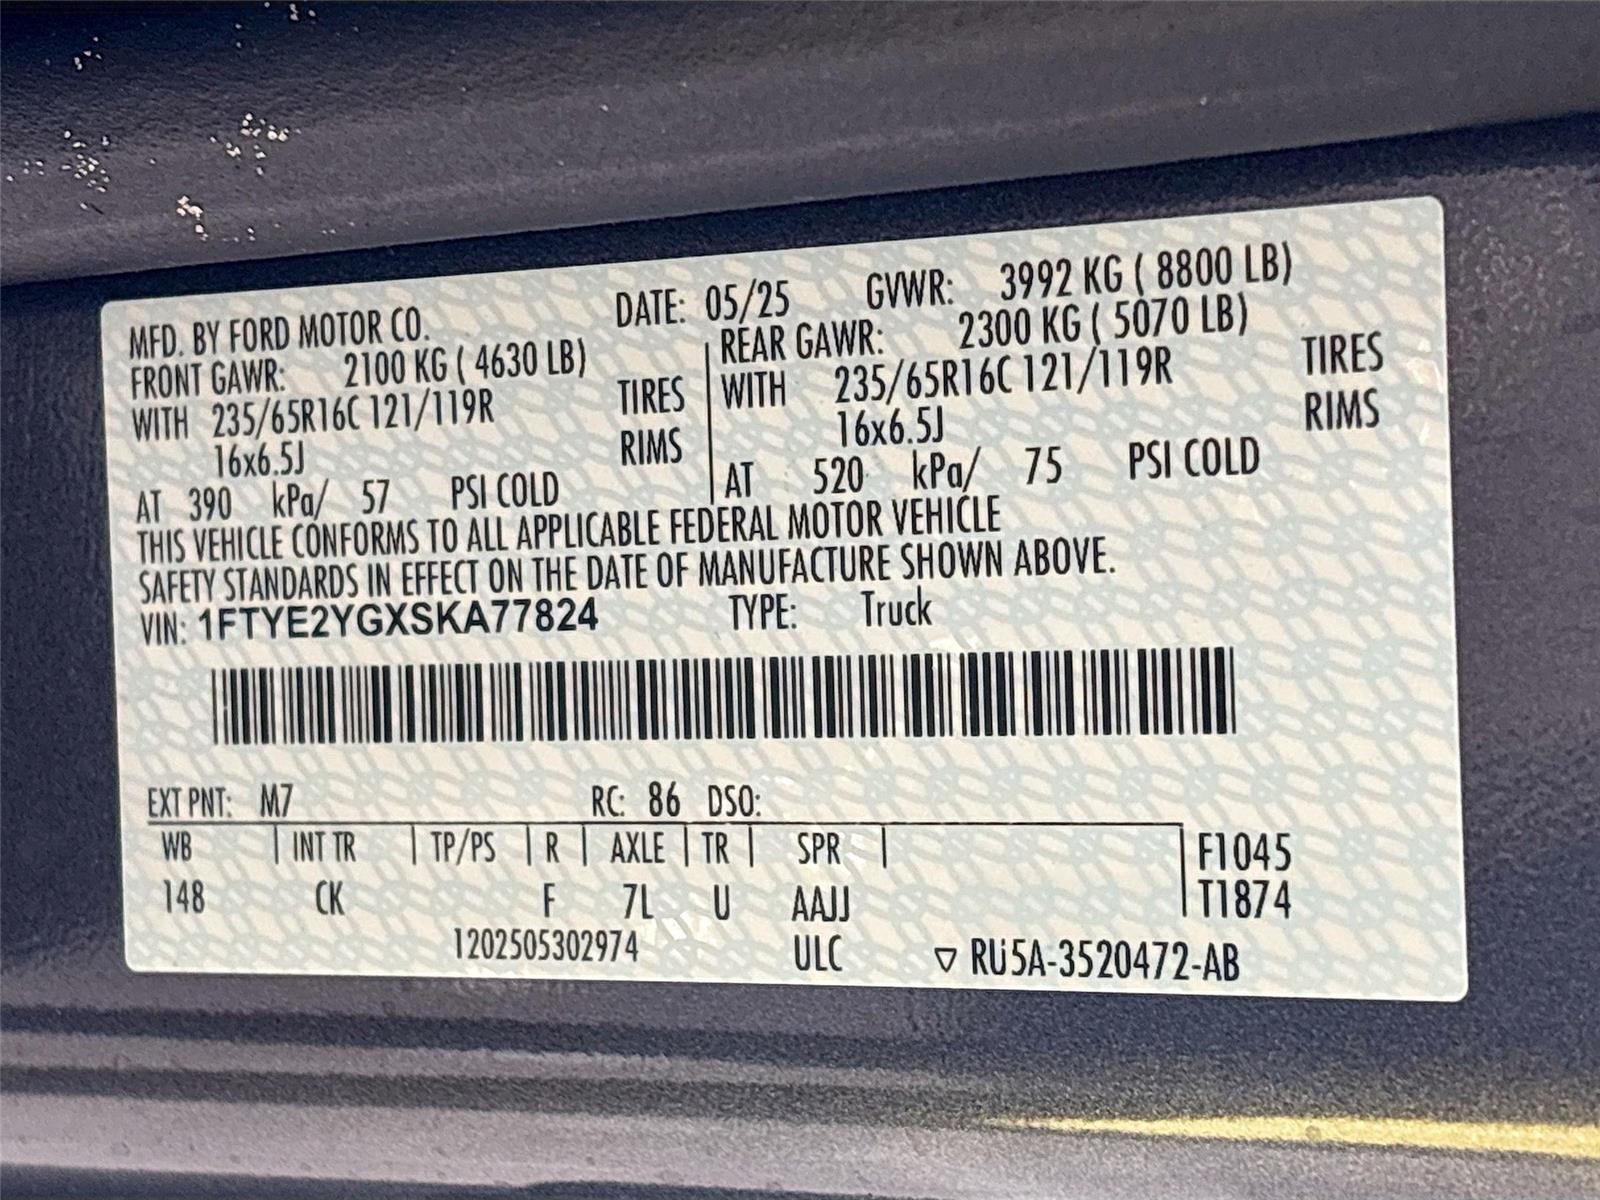 MFD. BY FORD MOTOR CO. DATE: 05/25 GVWR: 3992 KG ( 8800 LB)
FRONT GAWR: 2100 KG ( 4630 LB) REAR GAWR: 2300 KG ( 5070 LB)
WITH 235/65R16C 121/119R TIRES WITH 235/65R16C 121/119R TIRES
16x6.5J RIMS 16x6.5J RIMS
AT 390 kPa/ 57 PSI COLD AT 520 kPa/ 75 PSI COLD
THIS VEHICLE CONFORMS TO ALL APPLICABLE FEDERAL MOTOR VEHICLE
SAFETY STANDARDS IN EFFECT ON THE DATE OF MANUFACTURE SHOWN ABOVE.
VIN: 1FTYE2YGXSKA77824 TYPE: Truck
EXT PNT: M7 RC: 86 DSO:
WB INT TR TP/PS R AXLE TR SPR F1045
148 CK F 7L U AAJJ T1874
1202505302974 ULC RU5A-3520472-AB